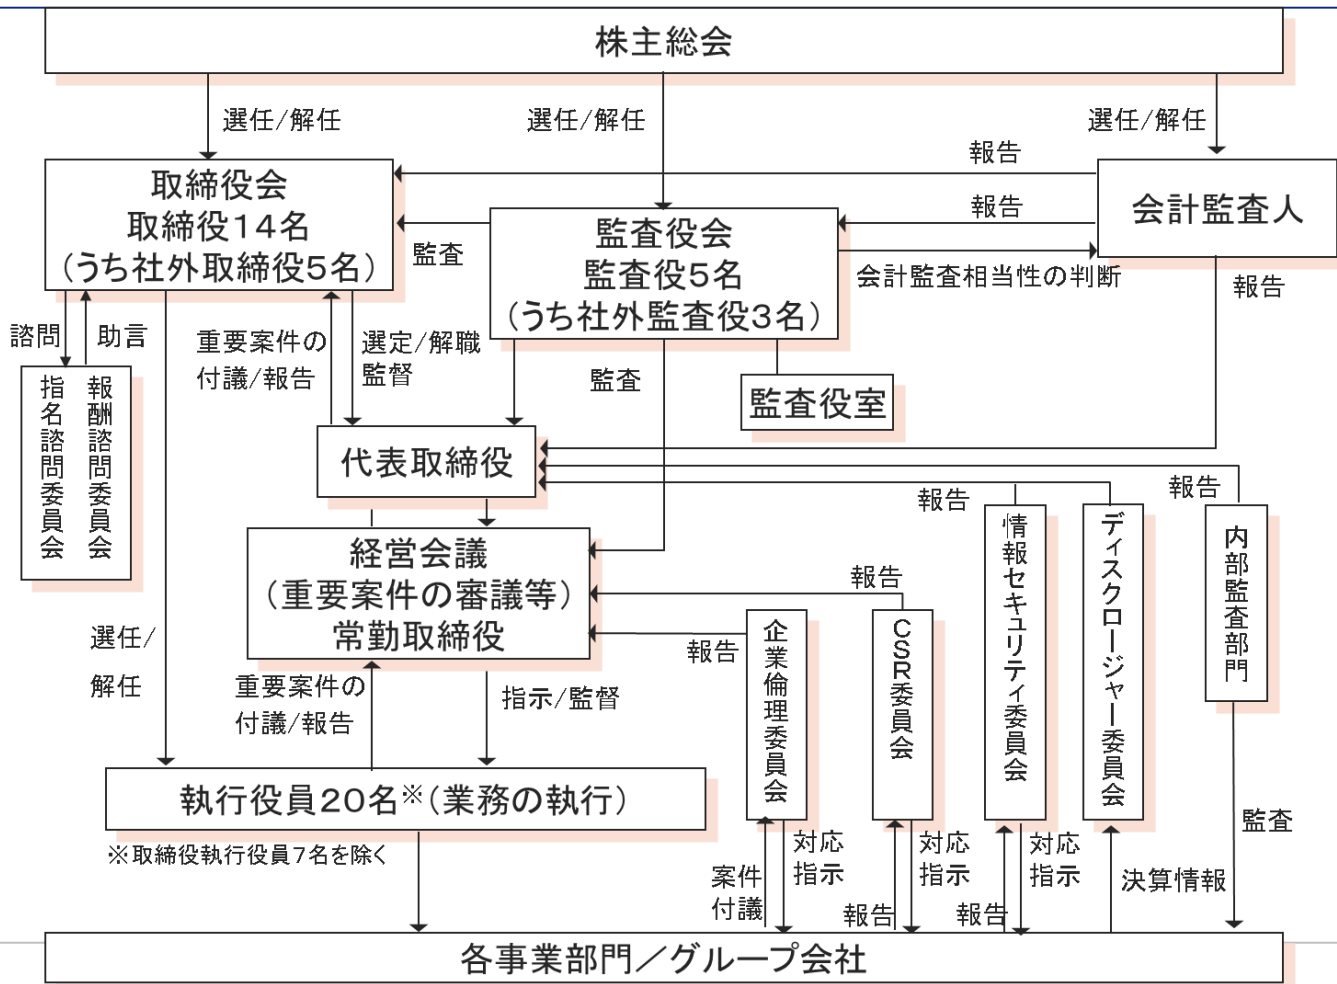 株主総会
選任/解任
選任/解任
選任/解任
報告
取締役会
取締役14名
(うち社外取締役5名)
会計監査人
報告
監査役会
監査役5名
(うち社外監査役3名)
監査
会計監査相当性の判断
報告
諮問
助言
重要案件の
付議/報告
選定/解職
監督
監査
監査役室
指名諮問委員会
報酬諮問委員会
代表取締役
報告
報告
経営会議
(重要案件の審議等)
常勤取締役
報告
報告
企業倫理委員会
CSR委員会
情報セキュリティ委員会
ディスクロージャー委員会
内部監査部門
選任/
解任
重要案件の
付議/報告
指示/監督
執行役員20名※(業務の執行)
※取締役執行役員7名を除く
案件
付議
対応
指示
報告
対応
指示
報告
対応
指示
決算情報
監査
各事業部門/グループ会社